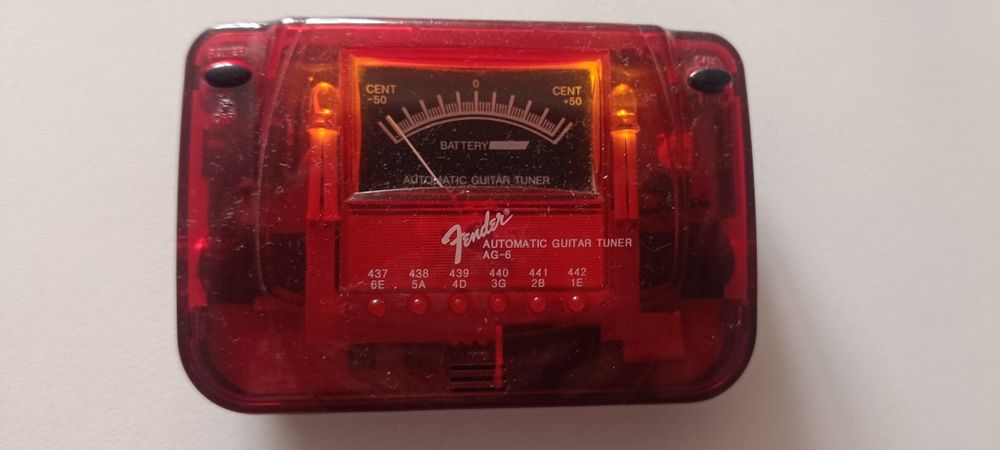 POWER
CENT 0 CENT
-50 +50
BATTERY
AUTOMATIC GUITAR TUNER
Fender®
AUTOMATIC GUITAR TUNER
AG-6
437 438 439 440 441 442
6E 5A 4D 3G 2B 1E